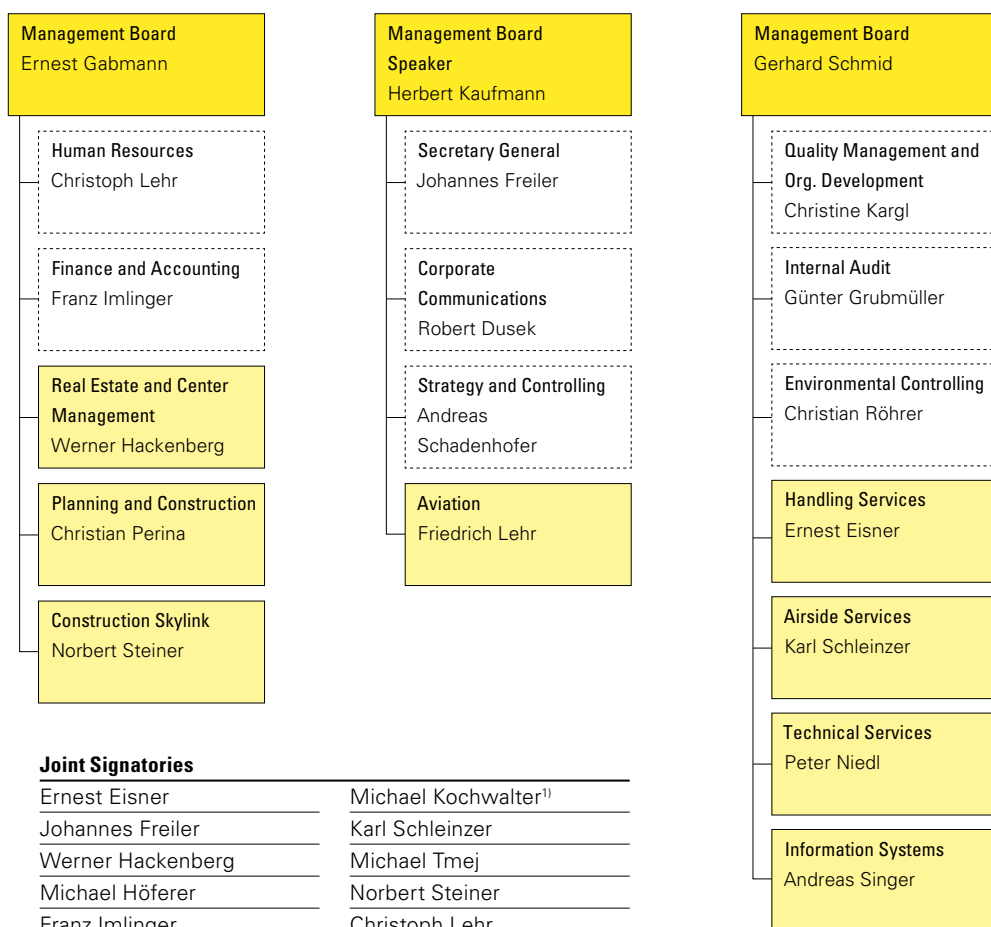 Management Board
Ernest Gabmann
Human Resources
Christoph Lehr
Finance and Accounting
Franz Imlinger
Real Estate and Center
Management
Werner Hackenberg
Planning and Construction
Christian Perina
Construction Skylink
Norbert Steiner
Management Board
Speaker
Herbert Kaufmann
Secretary General
Johannes Freiler
Corporate
Communications
Robert Dusek
Strategy and Controlling
Andreas
Schadenhofer
Aviation
Friedrich Lehr
Management Board
Gerhard Schmid
Quality Management and
Org. Development
Christine Kargl
Internal Audit
Günter Grubmüller
Environmental Controlling
Christian Röhrer
Handling Services
Ernest Eisner
Airside Services
Karl Schleinzer
Technical Services
Peter Niedl
Information Systems
Andreas Singer
Joint Signatories
Ernest Eisner
Johannes Freiler
Werner Hackenberg
Michael Höferer
Franz Imlinger
Michael Kochwalter¹⁾
Karl Schleinzer
Michael Tmej
Norbert Steiner
Christoph Lehr